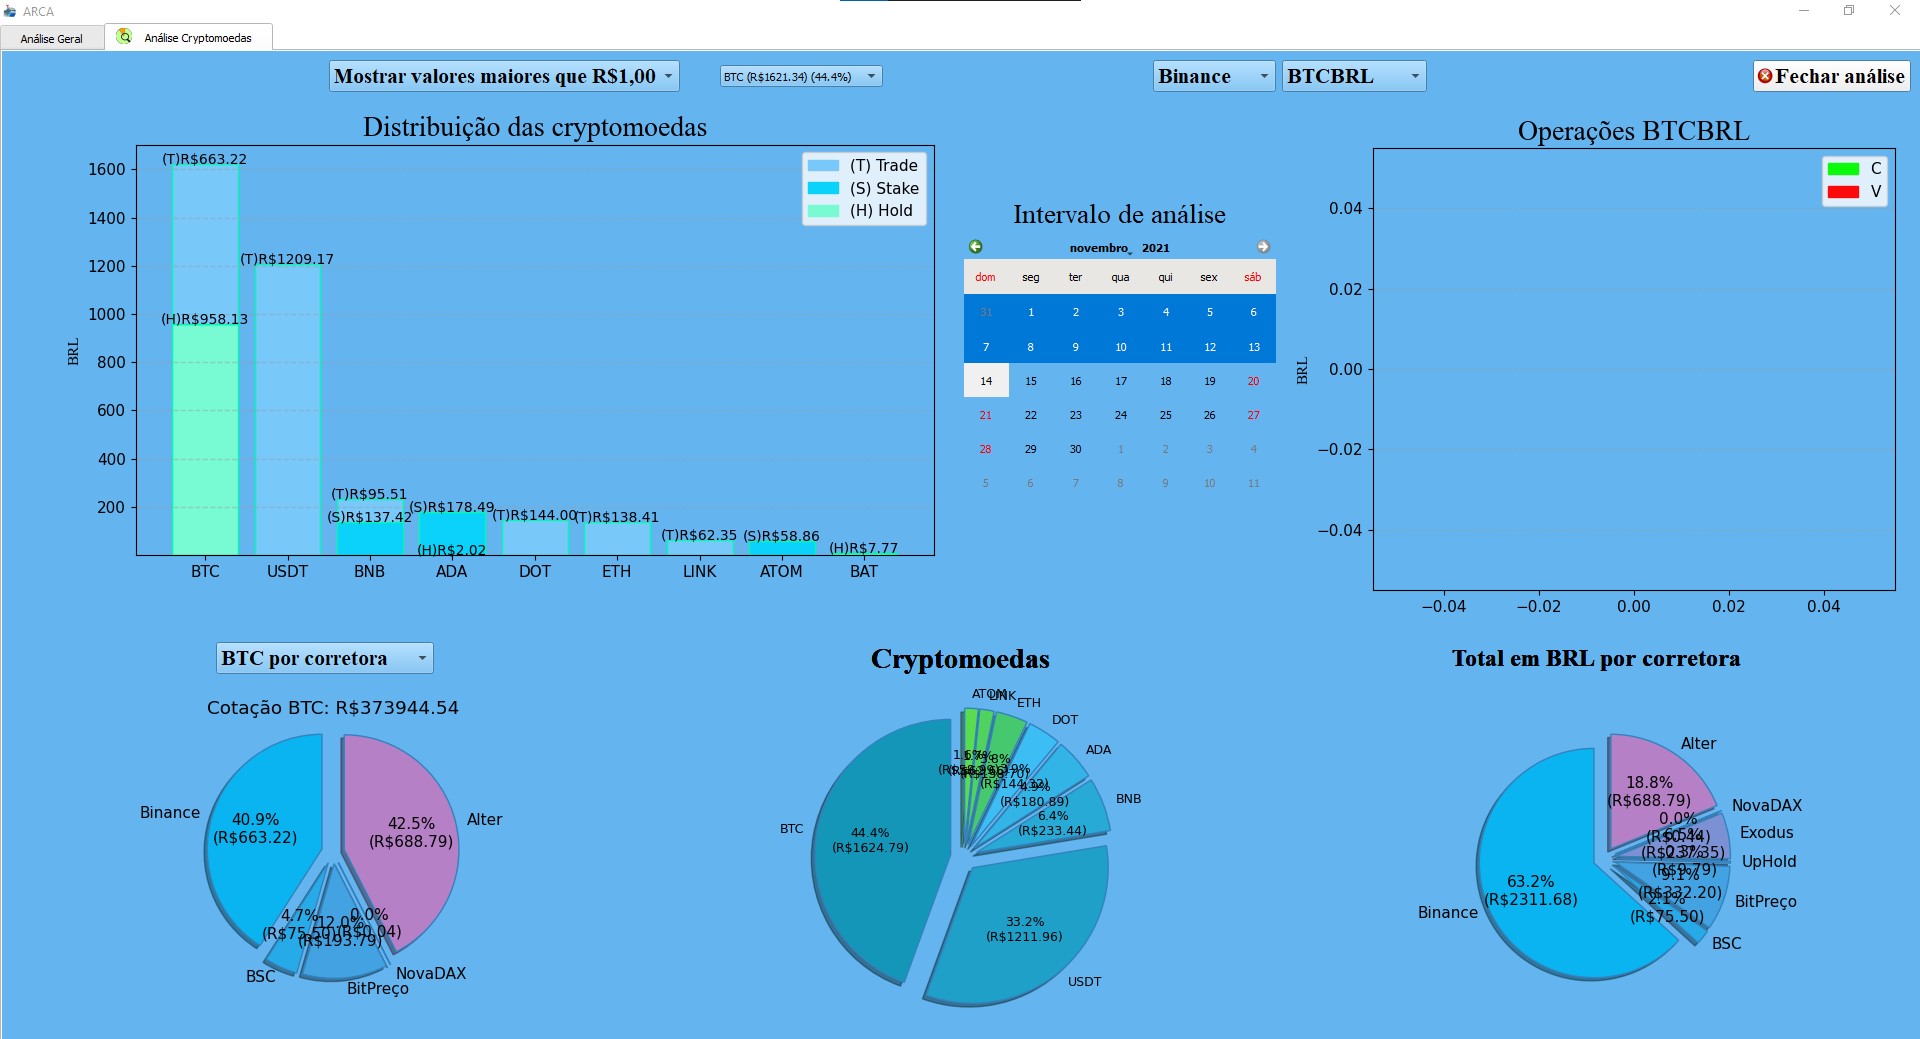 ARCA
Análise Geral
Análise Cryptomoedas
Mostrar valores maiores que R$1,00
BTC (R$1621.34) (44.4%)
Binance
BTCBRL
Fechar análise
Distribuição das cryptomoedas
BRL
1600
1400
1200
1000
800
600
400
200
(T)R$663.22
(H)R$958.13
(T)R$1209.17
(T)R$95.51
(S)R$137.42
(S)R$178.49
(H)R$2.02
(T)R$144.00
(T)R$138.41
(T)R$62.35
(S)R$58.86
(H)R$7.77
(T) Trade
(S) Stake
(H) Hold
BTC USDT BNB ADA DOT ETH LINK ATOM BAT
Intervalo de análise
novembro 2021
dom seg ter qua qui sex sáb
31 1 2 3 4 5 6
7 8 9 10 11 12 13
14 15 16 17 18 19 20
21 22 23 24 25 26 27
28 29 30 1 2 3 4
5 6 7 8 9 10 11
Operações BTCBRL
C
V
BRL
0.04
0.02
0.00
−0.02
−0.04
−0.04 −0.02 0.00 0.02 0.04
BTC por corretora
Cotação BTC: R$373944.54
Binance
40.9%
(R$663.22)
42.5%
(R$688.79)
Alter
4.7%
(R$75.50)
12.0%
(R$193.79)
0.0%
(R$0.04)
BSC
BitPreço
NovaDAX
Cryptomoedas
ATOM
LINK
ETH
DOT
ADA
BNB
BTC
USDT
1.6%
3.8%
3.9%
(R$144.32)
4.9%
(R$180.89)
6.4%
(R$233.44)
44.4%
(R$1624.79)
33.2%
(R$1211.96)
Total em BRL por corretora
Alter
18.8%
(R$688.79)
NovaDAX
0.0%
(R$0.44)
Exodus
6.5%
(R$237.35)
UpHold
0.3%
(R$9.79)
9.1%
(R$332.20)
BitPreço
2.1%
(R$75.50)
BSC
63.2%
(R$2311.68)
Binance